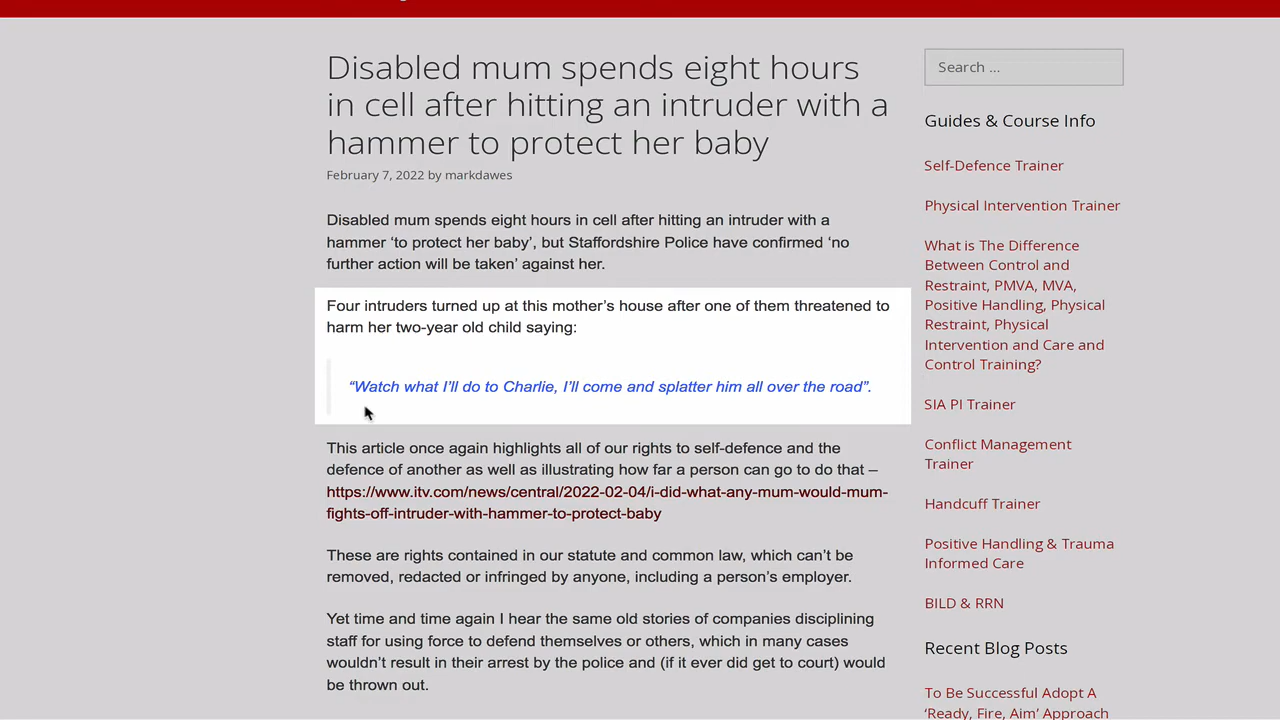 Disabled mum spends eight hours
in cell after hitting an intruder with a
hammer to protect her baby
February 7, 2022 by markdawes
Disabled mum spends eight hours in cell after hitting an intruder with a
hammer ‘to protect her baby’, but Staffordshire Police have confirmed ‘no
further action will be taken’ against her.
Four intruders turned up at this mother’s house after one of them threatened to
harm her two-year old child saying:
“Watch what I’ll do to Charlie, I’ll come and splatter him all over the road”.
This article once again highlights all of our rights to self-defence and the
defence of another as well as illustrating how far a person can go to do that –
https://www.itv.com/news/central/2022-02-04/i-did-what-any-mum-would-mum-
fights-off-intruder-with-hammer-to-protect-baby
These are rights contained in our statute and common law, which can’t be
removed, redacted or infringed by anyone, including a person’s employer.
Yet time and time again I hear the same old stories of companies disciplining
staff for using force to defend themselves or others, which in many cases
wouldn’t result in their arrest by the police and (if it ever did get to court) would
be thrown out.
Search …
Guides & Course Info
Self-Defence Trainer
Physical Intervention Trainer
What is The Difference
Between Control and
Restraint, PMVA, MVA,
Positive Handling, Physical
Restraint, Physical
Intervention and Care and
Control Training?
SIA PI Trainer
Conflict Management
Trainer
Handcuff Trainer
Positive Handling & Trauma
Informed Care
BILD & RRN
Recent Blog Posts
To Be Successful Adopt A
‘Ready, Fire, Aim’ Approach